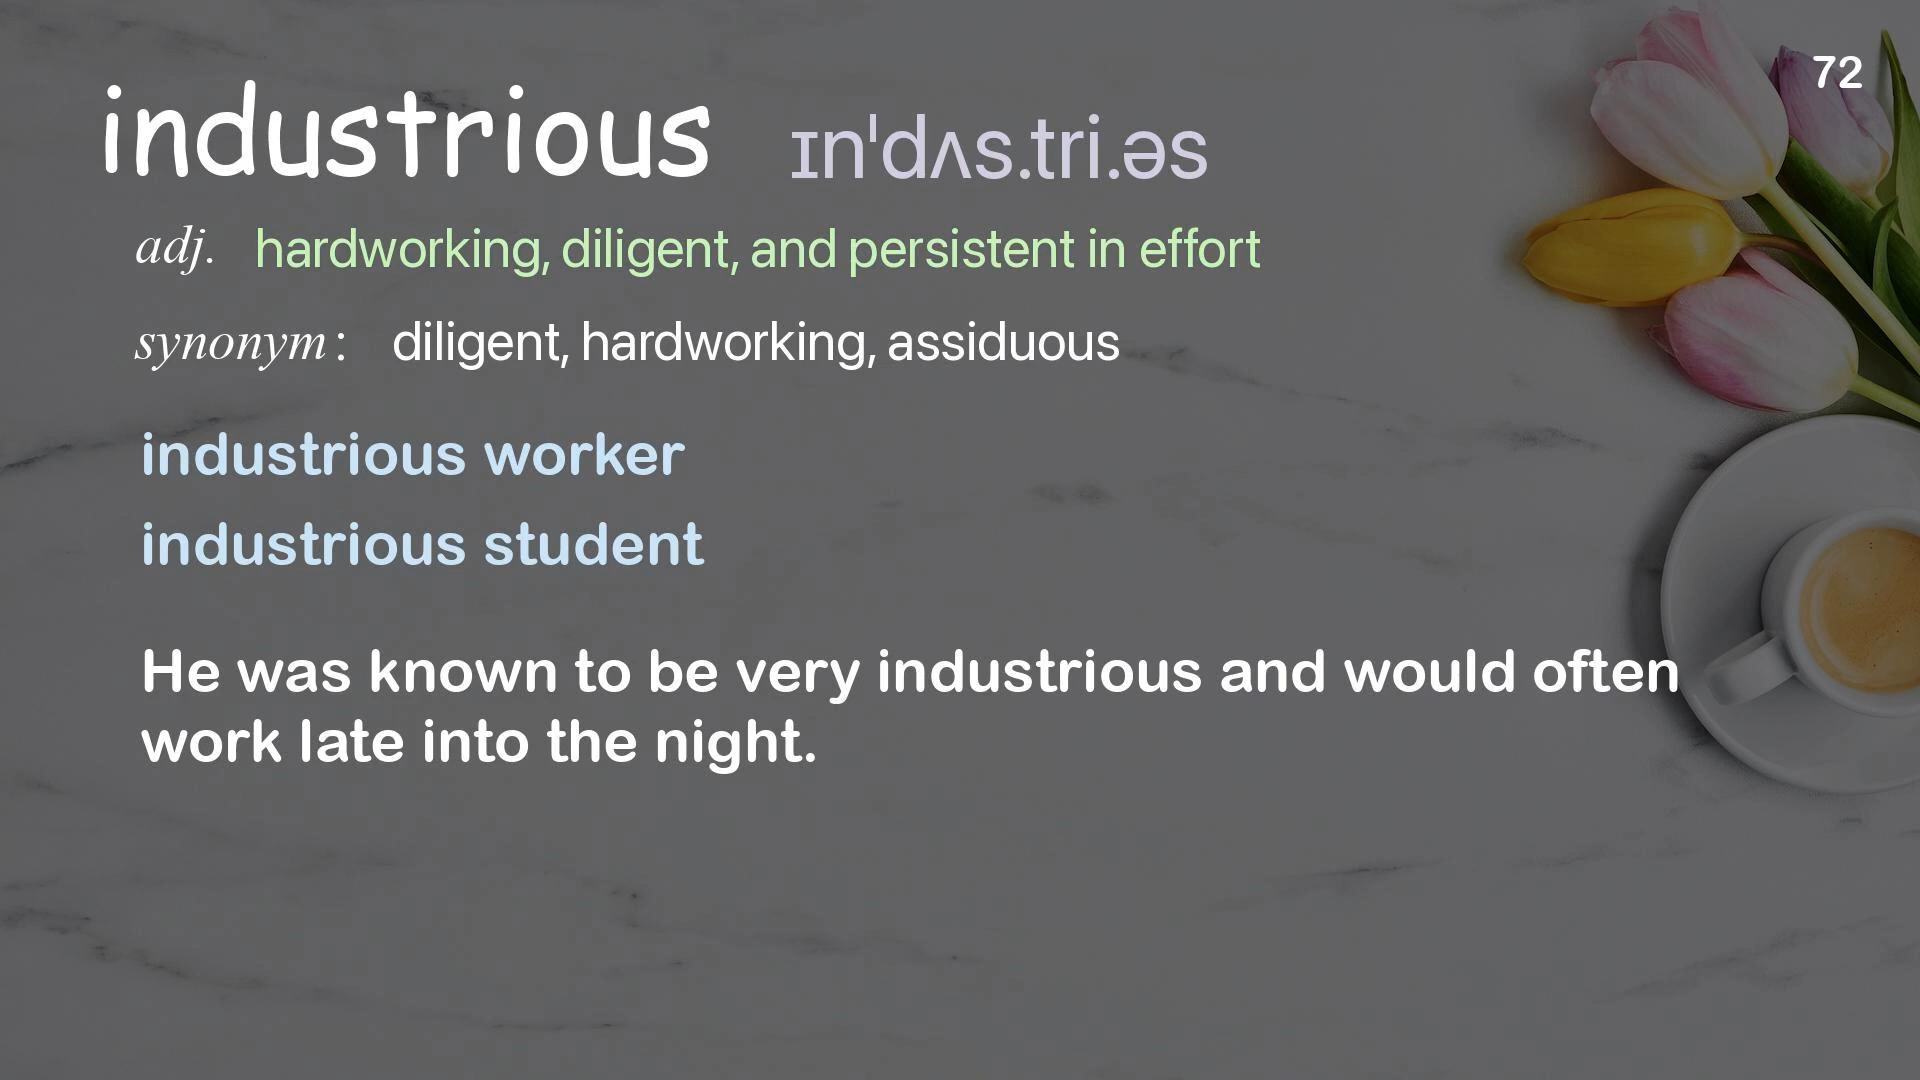 72
industrious ɪnˈdʌs.tri.əs
adj. hardworking, diligent, and persistent in effort
synonym: diligent, hardworking, assiduous
industrious worker
industrious student
He was known to be very industrious and would often
work late into the night.